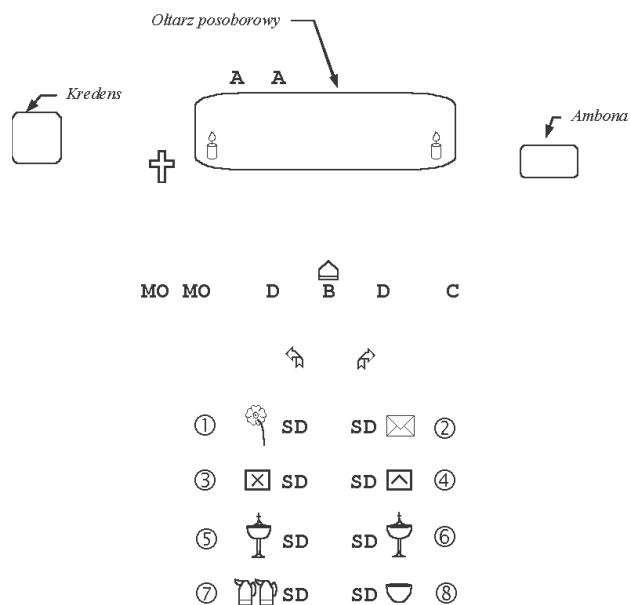 Ołtarz posoborowy
A A
Kredens
Ambona
MO MO D B D C
① SD SD ②
③ SD SD ④
⑤ SD SD ⑥
⑦ SD SD ⑧